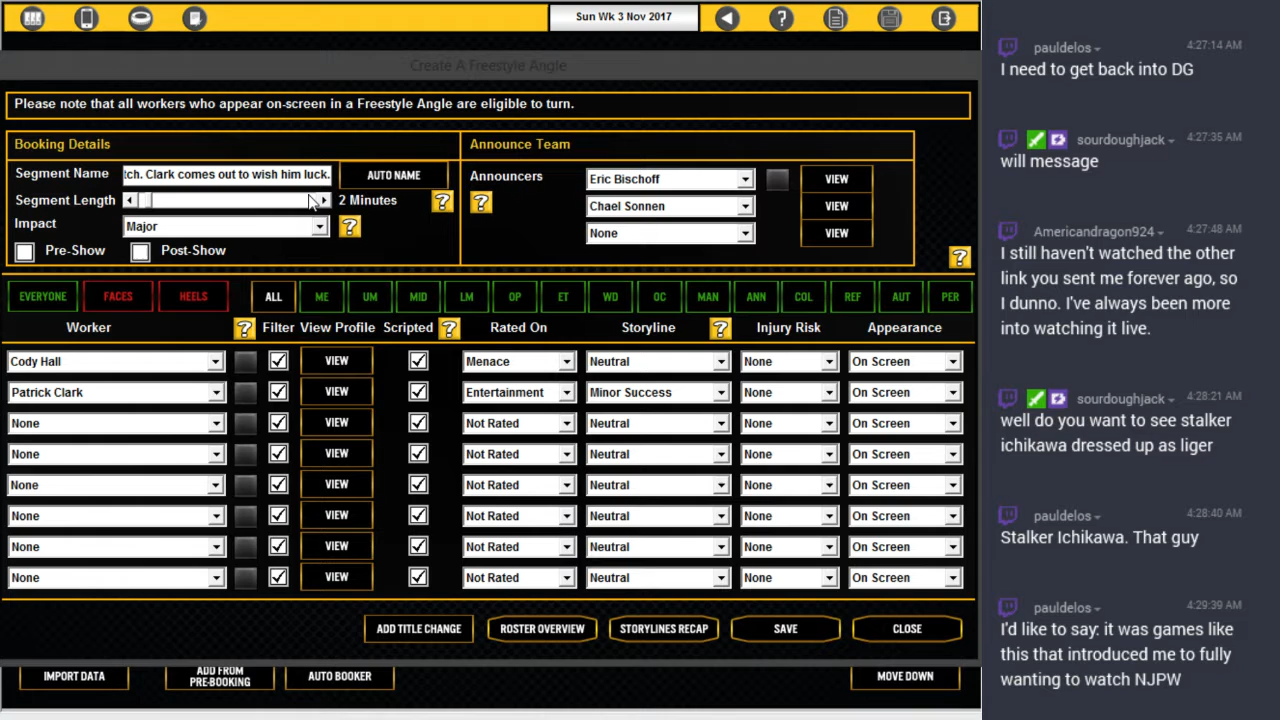 Sun Wk 3 Nov 2017
Create A Freestyle Angle
Please note that all workers who appear on-screen in a Freestyle Angle are eligible to turn.
Booking Details
Announce Team
Segment Name
tch. Clark comes out to wish him luck.
AUTO NAME
Announcers
Eric Bischoff
VIEW
Segment Length
2 Minutes
?
?
Chael Sonnen
VIEW
Impact
Major
?
None
VIEW
Pre-Show
Post-Show
?
EVERYONE
FACES
HEELS
ALL
ME
UM
MID
LM
OP
ET
WD
OC
MAN
ANN
COL
REF
AUT
PER
Worker
?
Filter
View Profile
Scripted
?
Rated On
Storyline
?
Injury Risk
Appearance
Cody Hall
VIEW
Menace
Neutral
None
On Screen
Patrick Clark
VIEW
Entertainment
Minor Success
None
On Screen
None
VIEW
Not Rated
Neutral
None
On Screen
None
VIEW
Not Rated
Neutral
None
On Screen
None
VIEW
Not Rated
Neutral
None
On Screen
None
VIEW
Not Rated
Neutral
None
On Screen
None
VIEW
Not Rated
Neutral
None
On Screen
None
VIEW
Not Rated
Neutral
None
On Screen
ADD TITLE CHANGE
ROSTER OVERVIEW
STORYLINES RECAP
SAVE
CLOSE
IMPORT DATA
ADD FROM
PRE-BOOKING
AUTO BOOKER
MOVE DOWN
pauldelos
4:27:14 AM
I need to get back into DG
sourdoughjack
4:27:35 AM
will message
Americandragon924
4:27:48 AM
I still haven't watched the other
link you sent me forever ago, so
I dunno. I've always been more
into watching it live.
sourdoughjack
4:28:21 AM
well do you want to see stalker
ichikawa dressed up as liger
pauldelos
4:28:40 AM
Stalker Ichikawa. That guy
pauldelos
4:29:39 AM
I'd like to say: it was games like
this that introduced me to fully
wanting to watch NJPW